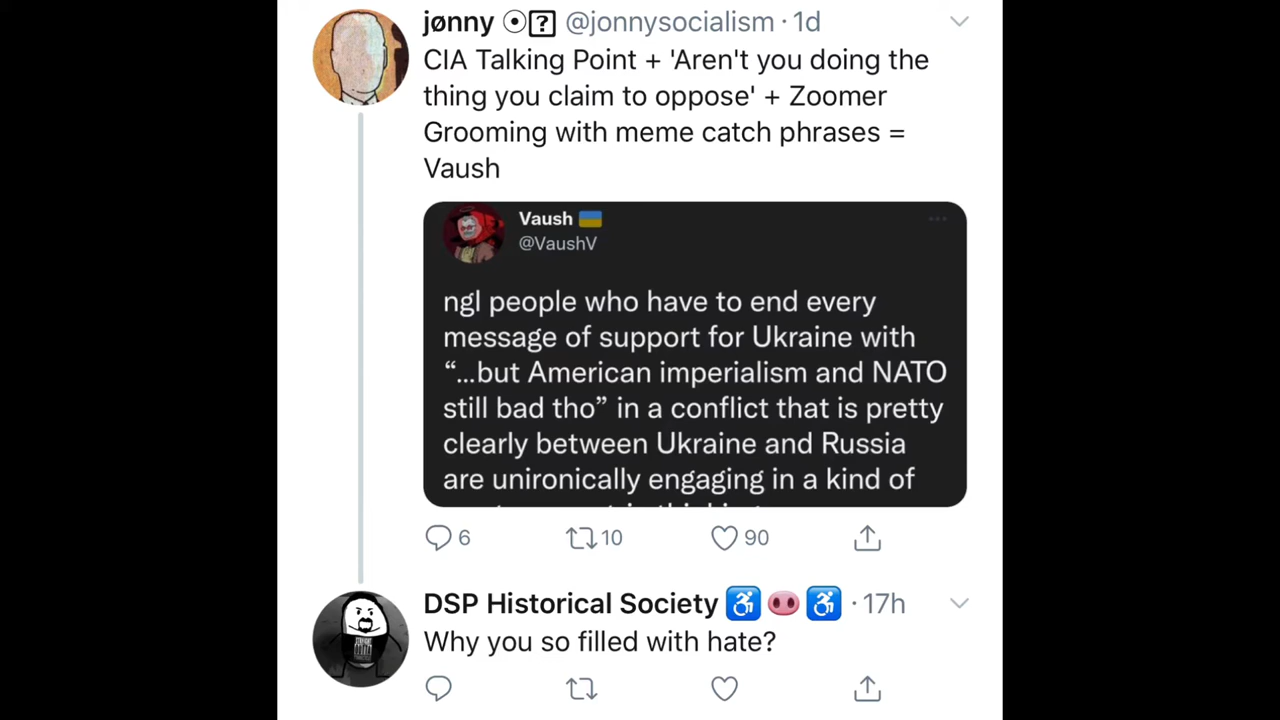 jønny @jonnysocialism · 1d
CIA Talking Point + 'Aren't you doing the
thing you claim to oppose' + Zoomer
Grooming with meme catch phrases =
Vaush
Vaush 🇺🇦
@VaushV
ngl people who have to end every
message of support for Ukraine with
“...but American imperialism and NATO
still bad tho” in a conflict that is pretty
clearly between Ukraine and Russia
are unironically engaging in a kind of
6 10 90
DSP Historical Society ♿🐽♿ · 17h
Why you so filled with hate?